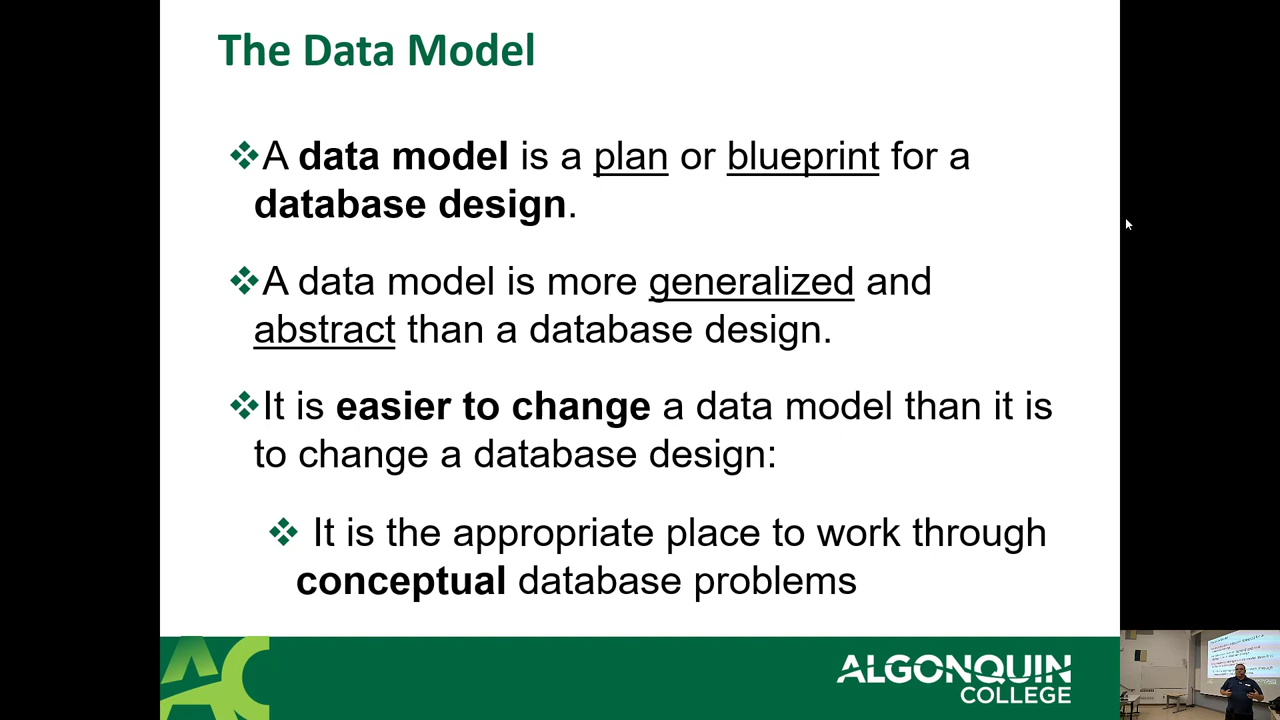 The Data Model
❖A data model is a plan or blueprint for a
database design.
❖A data model is more generalized and
abstract than a database design.
❖It is easier to change a data model than it is
to change a database design:
❖ It is the appropriate place to work through
conceptual database problems
AC
ALGONQUIN
COLLEGE